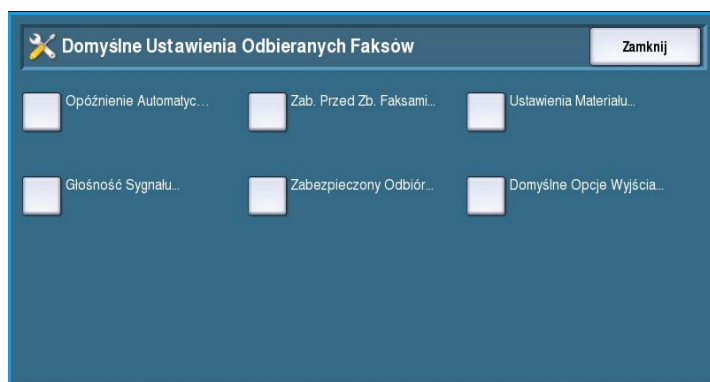 Domyślne Ustawienia Odbieranych Faksów
Zamknij
Opóźnienie Automatyc...
Zab. Przed Zb. Faksami...
Ustawienia Materiału...
Głośność Sygnału...
Zabezpieczony Odbiór...
Domyślne Opcje Wyjścia...